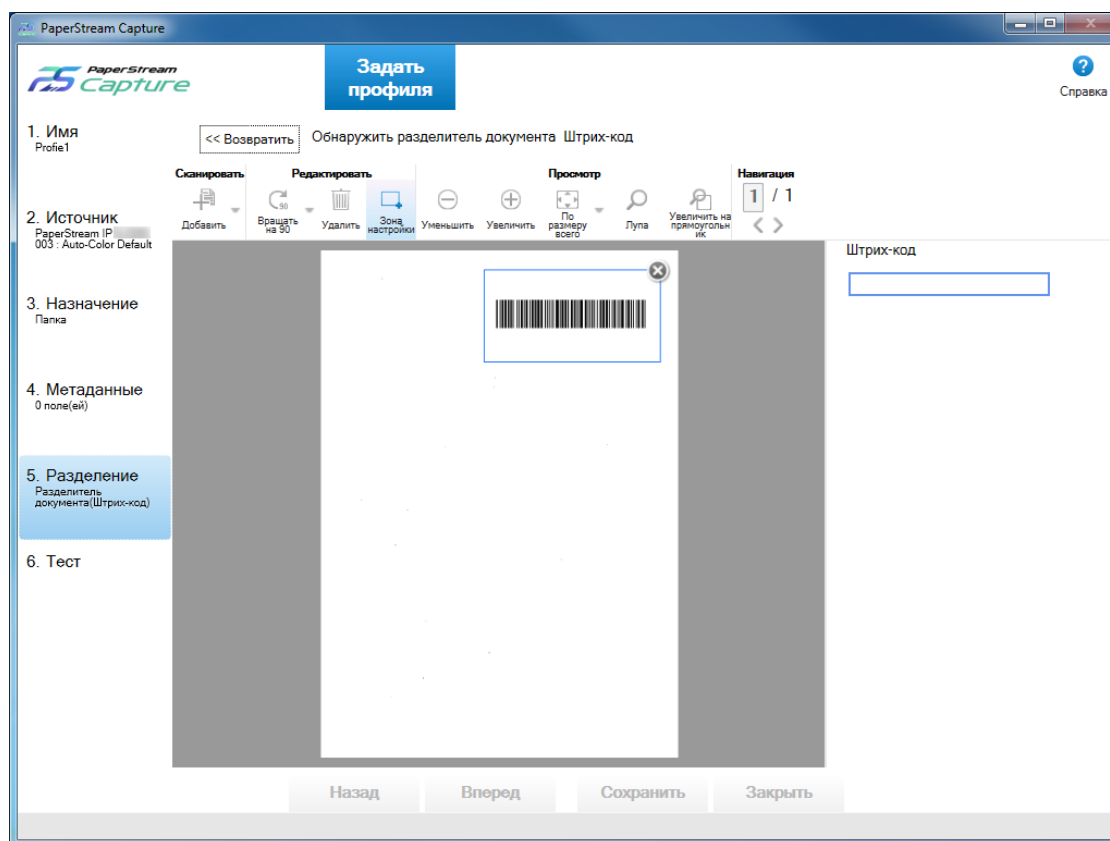 PaperStream Capture
PaperStream
Capture
Задать
профиля
Справка
1. Имя
Profie1
<< Возвратить
Обнаружить разделитель документа Штрих-код
Сканировать
Редактировать
Просмотр
Навигация
90
1 / 1
Добавить
Вращать
на 90
Удалить
Зона
настройки
Уменьшить
Увеличить
По
размеру
всего
Лупа
Увеличить на
прямоугольн
ик
2. Источник
PaperStream IP
003 : Auto-Color Default
Штрих-код
3. Назначение
Папка
4. Метаданные
0 поле(ей)
5. Разделение
Разделитель
документа(Штрих-код)
6. Тест
Назад
Вперед
Сохранить
Закрыть